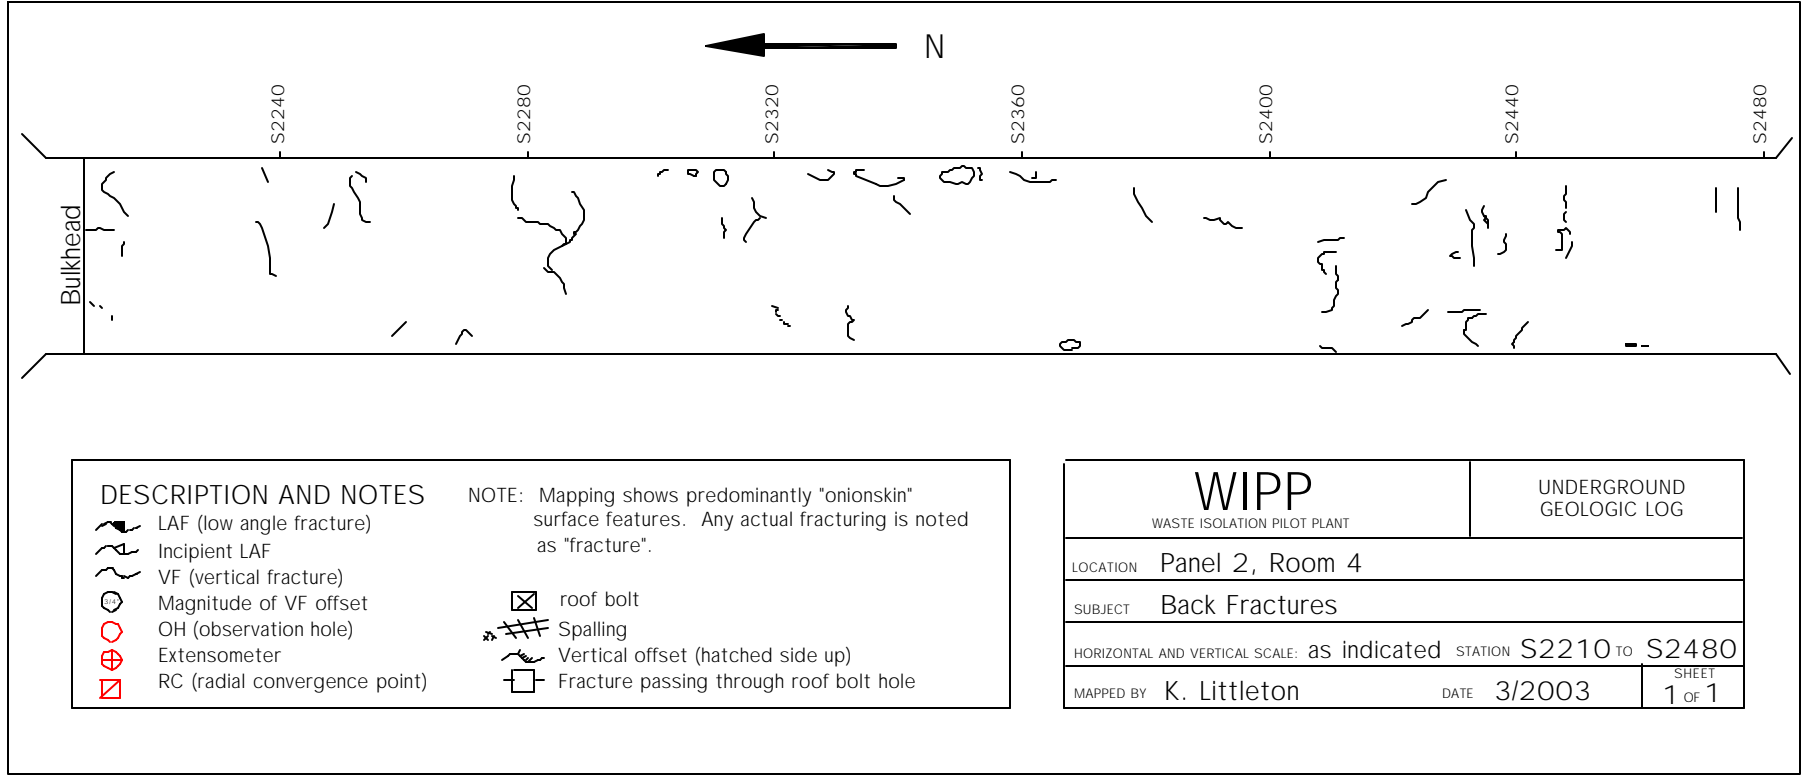 N
S2240
S2280
S2320
S2360
S2400
S2440
S2480
Bulkhead
DESCRIPTION AND NOTES
LAF (low angle fracture)
Incipient LAF
VF (vertical fracture)
3/4"
Magnitude of VF offset
OH (observation hole)
Extensometer
RC (radial convergence point)
NOTE: Mapping shows predominantly "onionskin"
surface features. Any actual fracturing is noted
as "fracture".
roof bolt
Spalling
Vertical offset (hatched side up)
Fracture passing through roof bolt hole
WIPP
WASTE ISOLATION PILOT PLANT
UNDERGROUND
GEOLOGIC LOG
LOCATION Panel 2, Room 4
SUBJECT Back Fractures
HORIZONTAL AND VERTICAL SCALE: as indicated STATION S2210 TO S2480
MAPPED BY K. Littleton DATE 3/2003
SHEET
1 OF 1